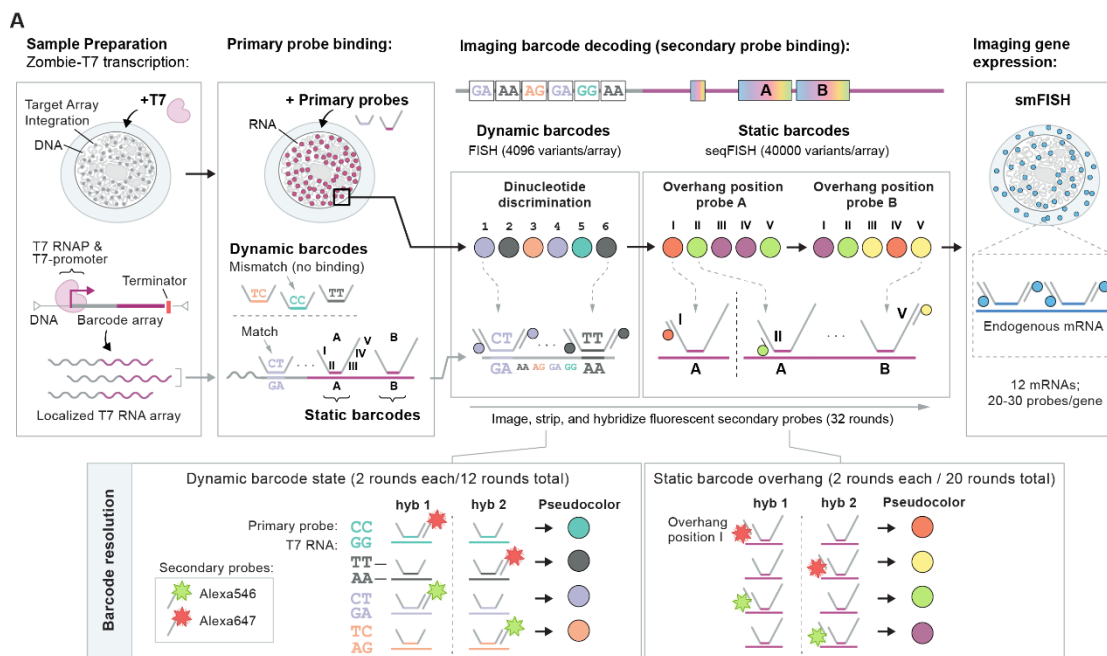 A
Sample Preparation
Zombie-T7 transcription:
+T7
Target Array
Integration
DNA
T7 RNAP &
T7-promoter
Terminator
DNA
Barcode array
Localized T7 RNA array
Primary probe binding:
+ Primary probes
RNA
Dynamic barcodes
Mismatch (no binding)
TC
CC
TT
Match
CT
GA
A
B
I
II
III
IV
V
A
B
Static barcodes
Imaging barcode decoding (secondary probe binding):
GA AA AG GA GG AA
A
B
Dynamic barcodes
FISH (4096 variants/array)
Static barcodes
seqFISH (40000 variants/array)
Dinucleotide
discrimination
1 2 3 4 5 6
CT
TT
GA AA AG GA GG AA
Overhang position
probe A
I II III IV V
Overhang position
probe B
I II III IV V
I
II
V
A
A
B
Image, strip, and hybridize fluorescent secondary probes (32 rounds)
Imaging gene
expression:
smFISH
Endogenous mRNA
12 mRNAs;
20-30 probes/gene
Barcode resolution
Dynamic barcode state (2 rounds each/12 rounds total)
hyb 1 hyb 2 Pseudocolor
Primary probe: CC
T7 RNA: GG
TT
AA
CT
GA
TC
AG
Secondary probes:
Alexa546
Alexa647
Static barcode overhang (2 rounds each / 20 rounds total)
hyb 1 hyb 2 Pseudocolor
Overhang
position I